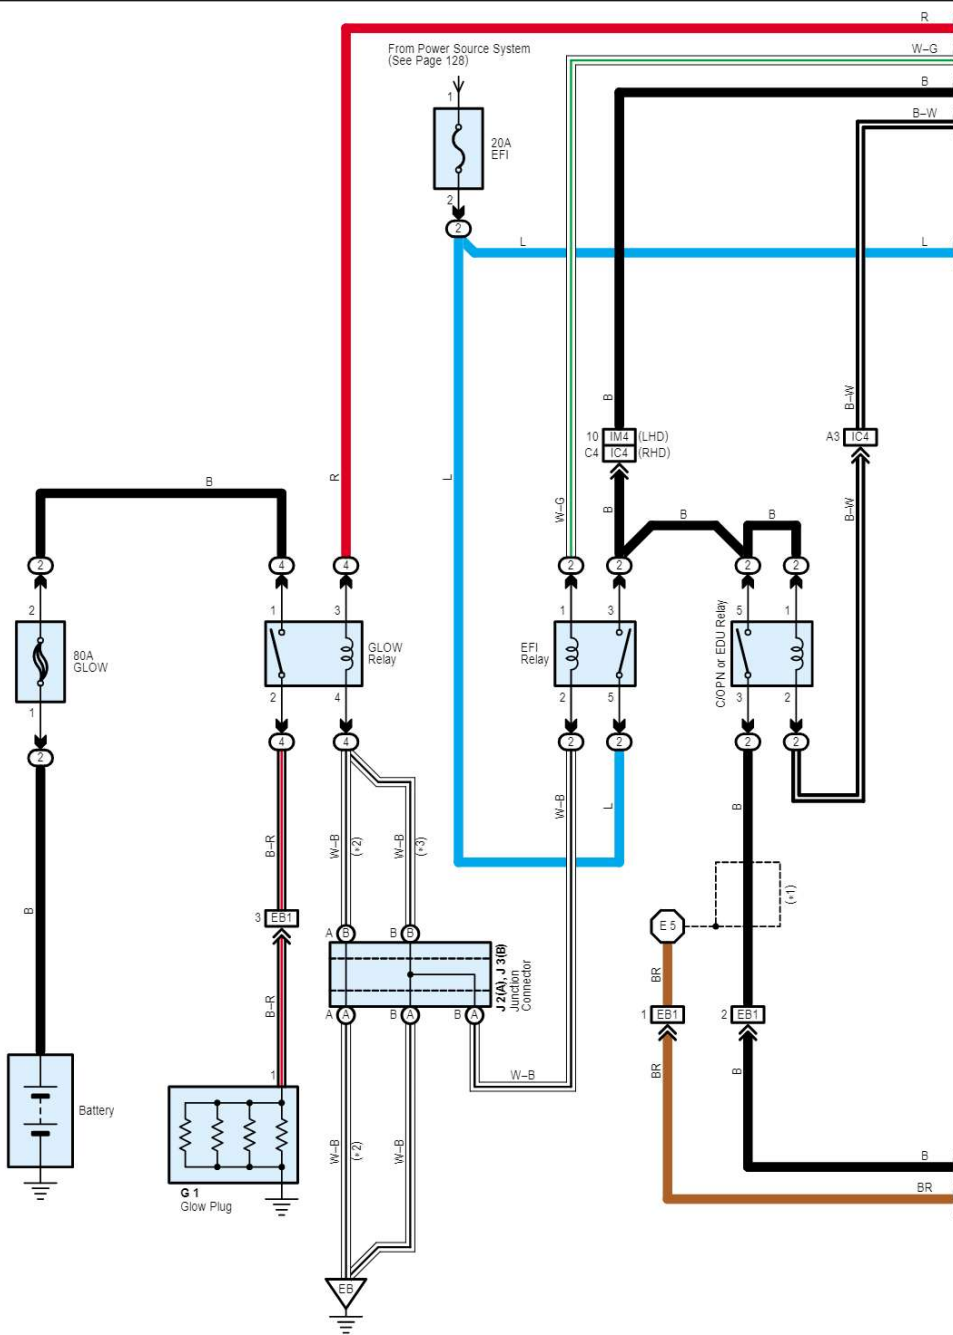 R
From Power Source System
(See Page 128)
W–G
B
1
B–W
20A
EFI
2
2
L
L
B
B–W
10 IM4 (LHD)
A3 IC4
C4 IC4 (RHD)
R
L
B
W–G
B
B
B
B–W
2
4
4
2
2
2
2
2
1
3
1
3
5
1
80A
GLOW
GLOW
Relay
EFI
Relay
C/OPN or EDU Relay
1
2
4
2
5
3
2
2
4
4
2
2
2
2
B–R
W–B
(*2)
W–B
(*3)
W–B
L
B
(*1)
B
3 EB1
E 5
A B
B B
J 2(A), J 3(B)
Junction
Connector
BR
B–R
A A
B A
B A
1 EB1
2 EB1
BR
B
W–B
1
Battery
W–B
(*2)
W–B
B
G 1
Glow Plug
BR
EB